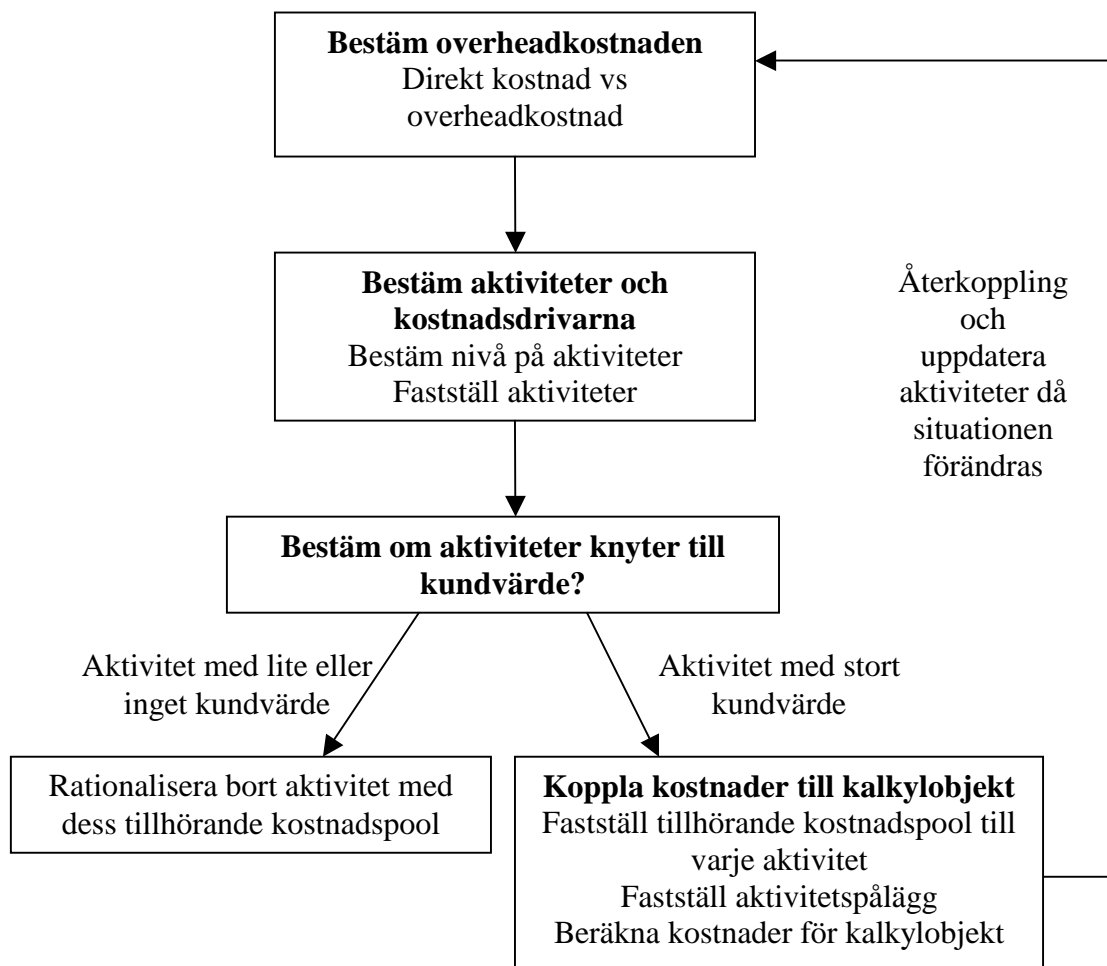 Bestäm overheadkostnaden
Direkt kostnad vs
overheadkostnad
Bestäm aktiviteter och
kostnadsdrivarna
Bestäm nivå på aktiviteter
Fastställ aktiviteter
Återkoppling
och
uppdatera
aktiviteter då
situationen
förändras
Bestäm om aktiviteter knyter till
kundvärde?
Aktivitet med lite eller
inget kundvärde
Aktivitet med stort
kundvärde
Rationalisera bort aktivitet med
dess tillhörande kostnadspool
Koppla kostnader till kalkylobjekt
Fastställ tillhörande kostnadspool till
varje aktivitet
Fastställ aktivitetspålägg
Beräkna kostnader för kalkylobjekt